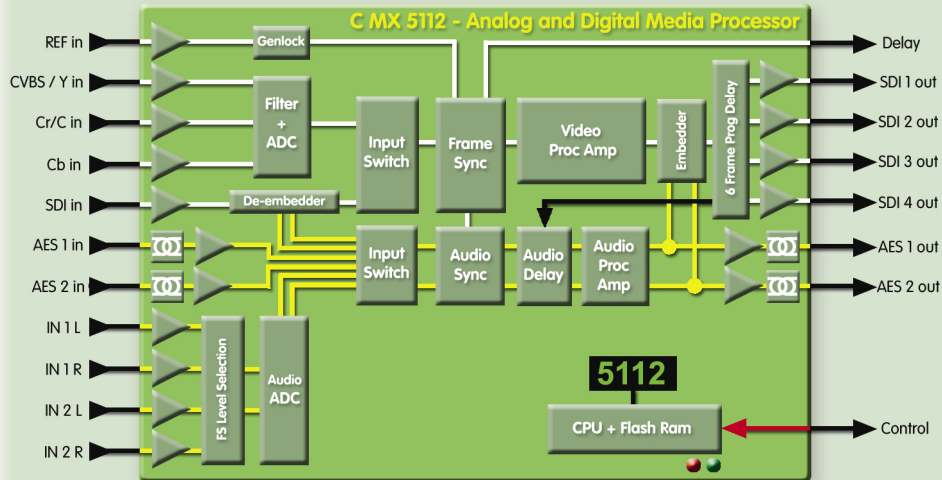 C MX 5112 - Analog and Digital Media Processor
REF in
Genlock
Delay
CVBS / Y in
Filter
+
ADC
SDI 1 out
Cr/C in
Input
Switch
Frame
Sync
Video
Proc Amp
Embedder
6 Frame Prog Delay
SDI 2 out
Cb in
SDI 3 out
SDI in
De-embedder
SDI 4 out
AES 1 in
Input
Switch
Audio
Sync
Audio
Delay
Audio
Proc
Amp
AES 1 out
AES 2 in
AES 2 out
IN 1 L
IN 1 R
FS Level Selection
Audio
ADC
5112
IN 2 L
CPU + Flash Ram
Control
IN 2 R